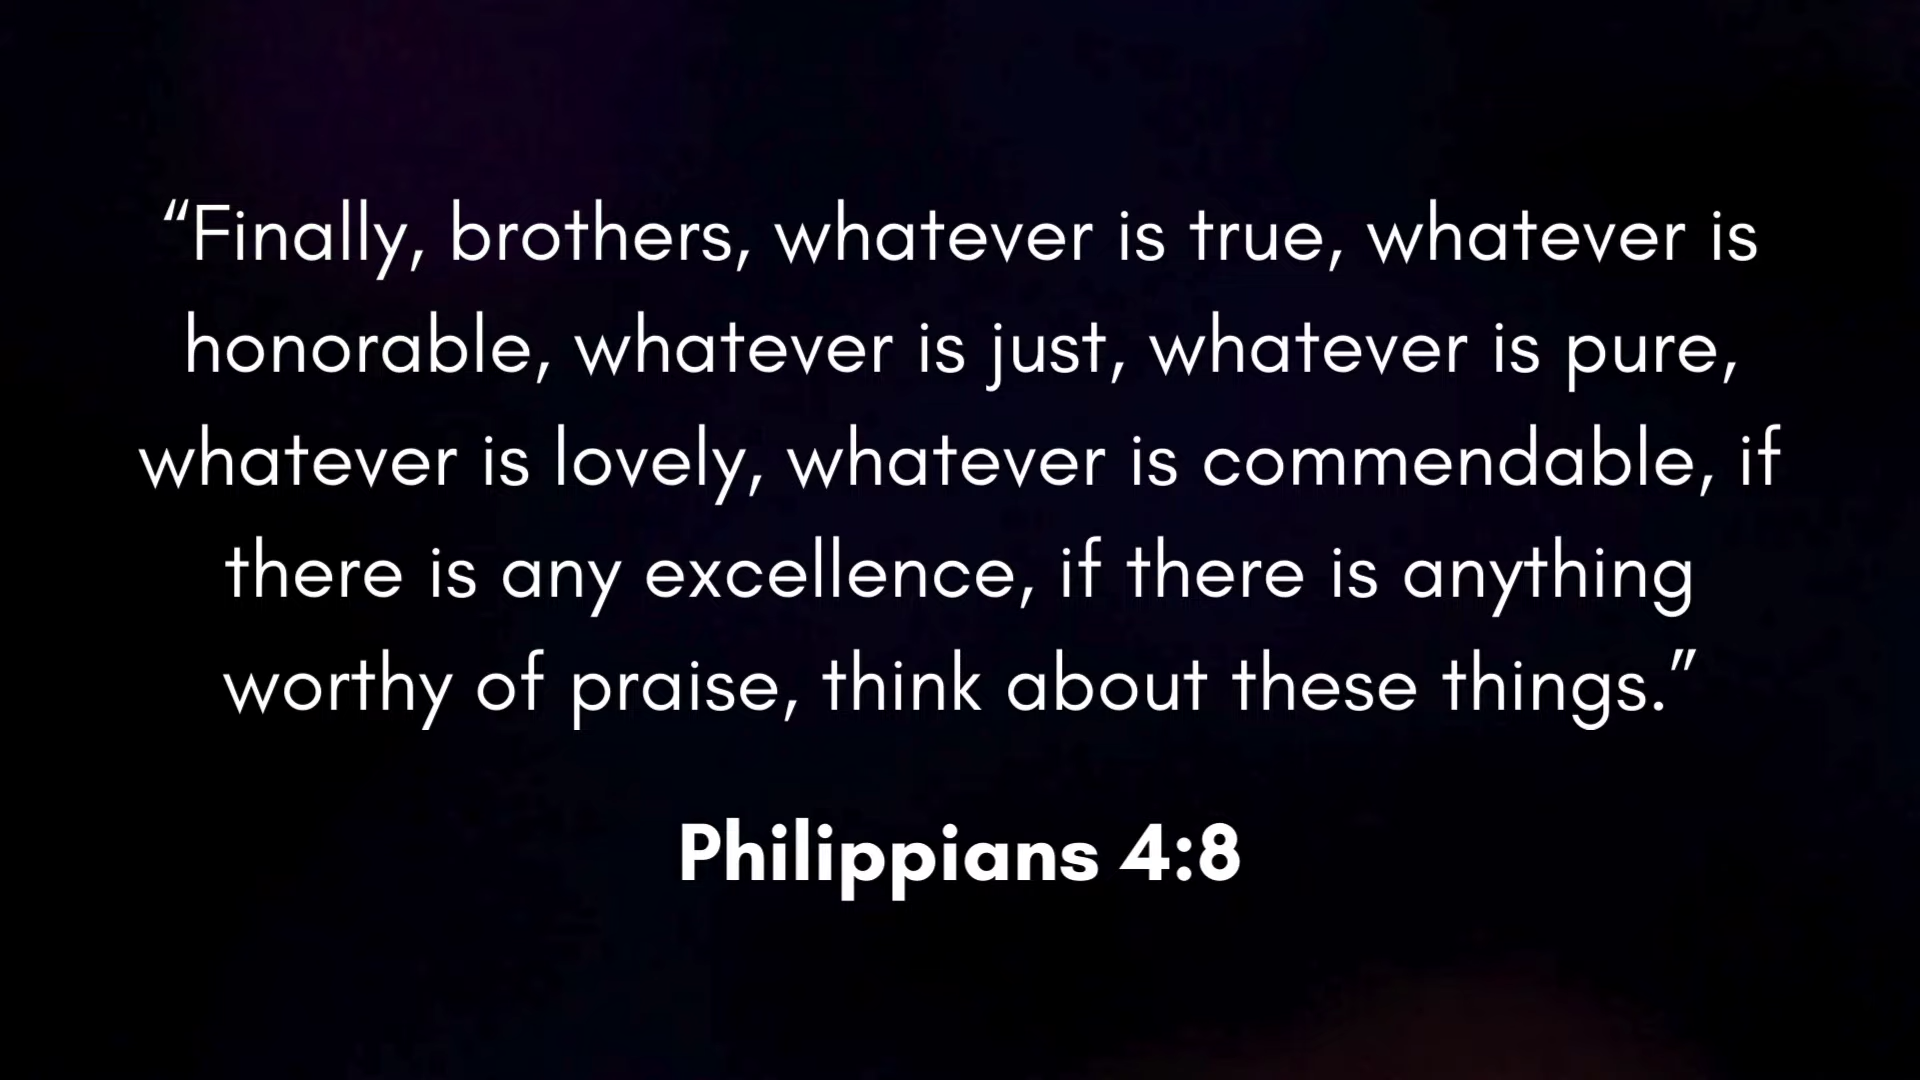 “Finally, brothers, whatever is true, whatever is
honorable, whatever is just, whatever is pure,
whatever is lovely, whatever is commendable, if
there is any excellence, if there is anything
worthy of praise, think about these things.”
Philippians 4:8